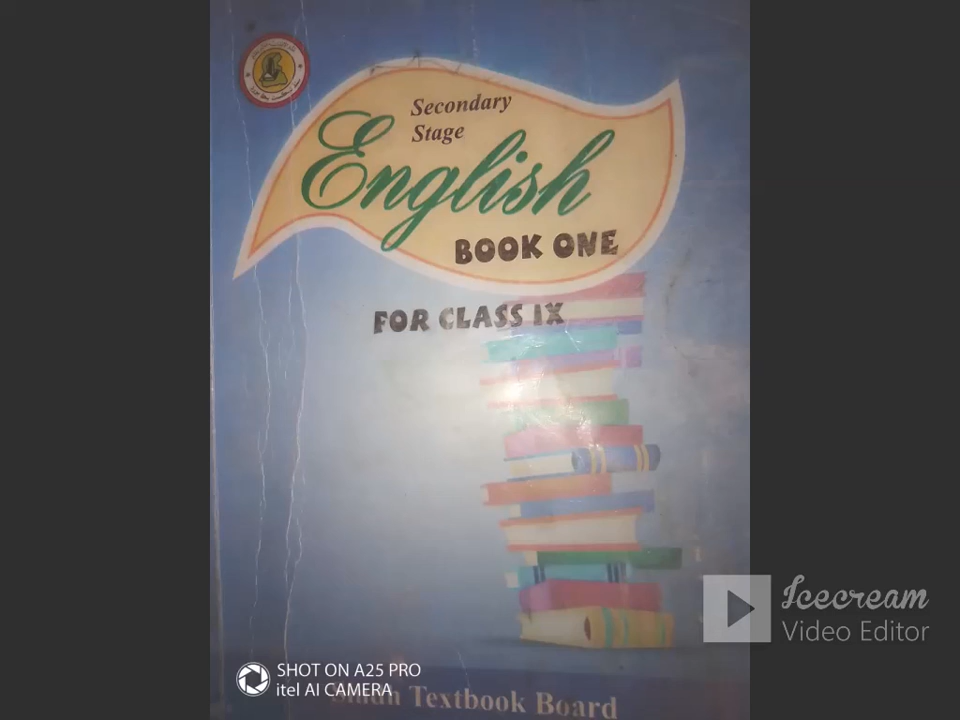 Secondary
Stage
English
BOOK ONE
FOR CLASS IX
Icecream
Video Editor
SHOT ON A25 PRO
itel AI CAMERA
Sindh Textbook Board